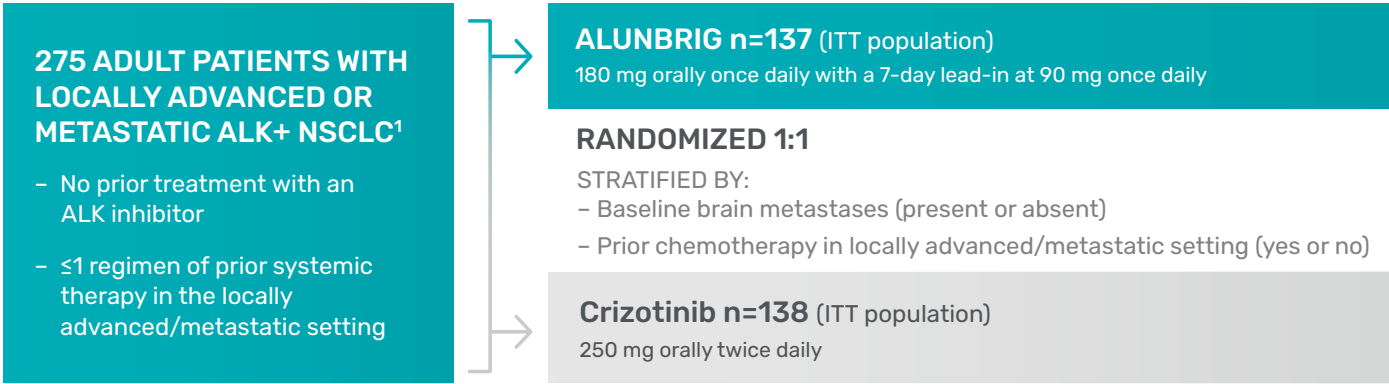 275 ADULT PATIENTS WITH
LOCALLY ADVANCED OR
METASTATIC ALK+ NSCLC¹
– No prior treatment with an
ALK inhibitor
– ≤1 regimen of prior systemic
therapy in the locally
advanced/metastatic setting
ALUNBRIG n=137 (ITT population)
180 mg orally once daily with a 7-day lead-in at 90 mg once daily
RANDOMIZED 1:1
STRATIFIED BY:
– Baseline brain metastases (present or absent)
– Prior chemotherapy in locally advanced/metastatic setting (yes or no)
Crizotinib n=138 (ITT population)
250 mg orally twice daily